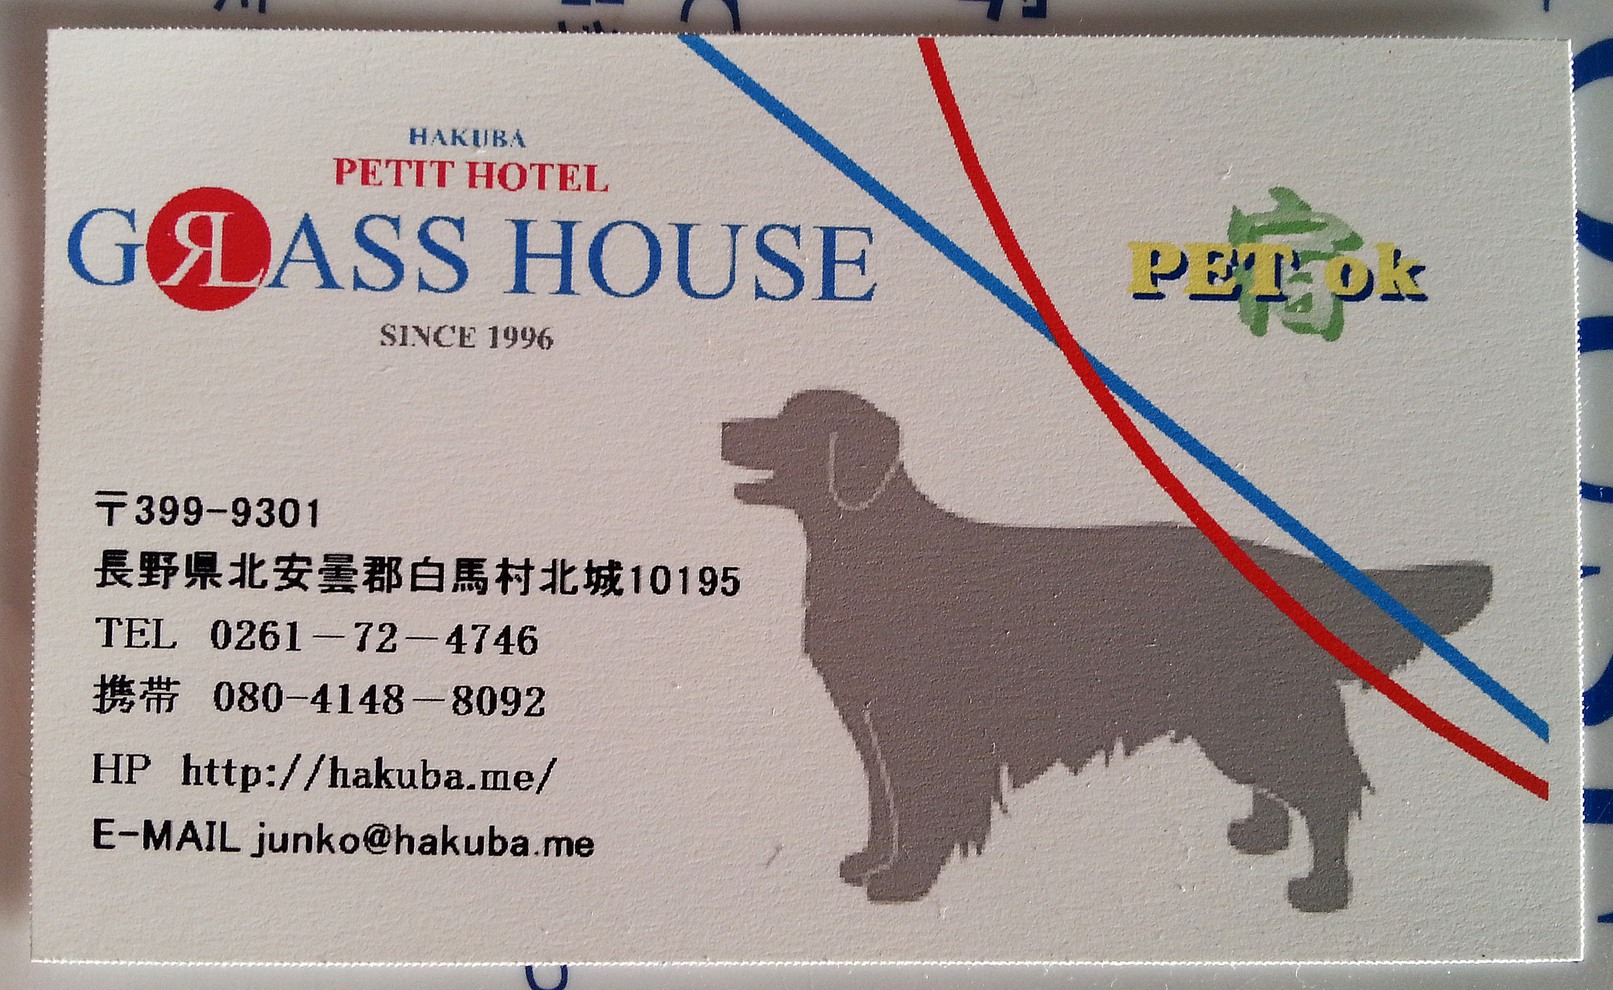 HAKUBA
PETIT HOTEL
GRLASS HOUSE
SINCE 1996
宿
PET ok
〒399-9301
長野県北安曇郡白馬村北城10195
TEL 0261－72－4746
携帯 080-4148－8092
HP http://hakuba.me/
E-MAIL junko@hakuba.me